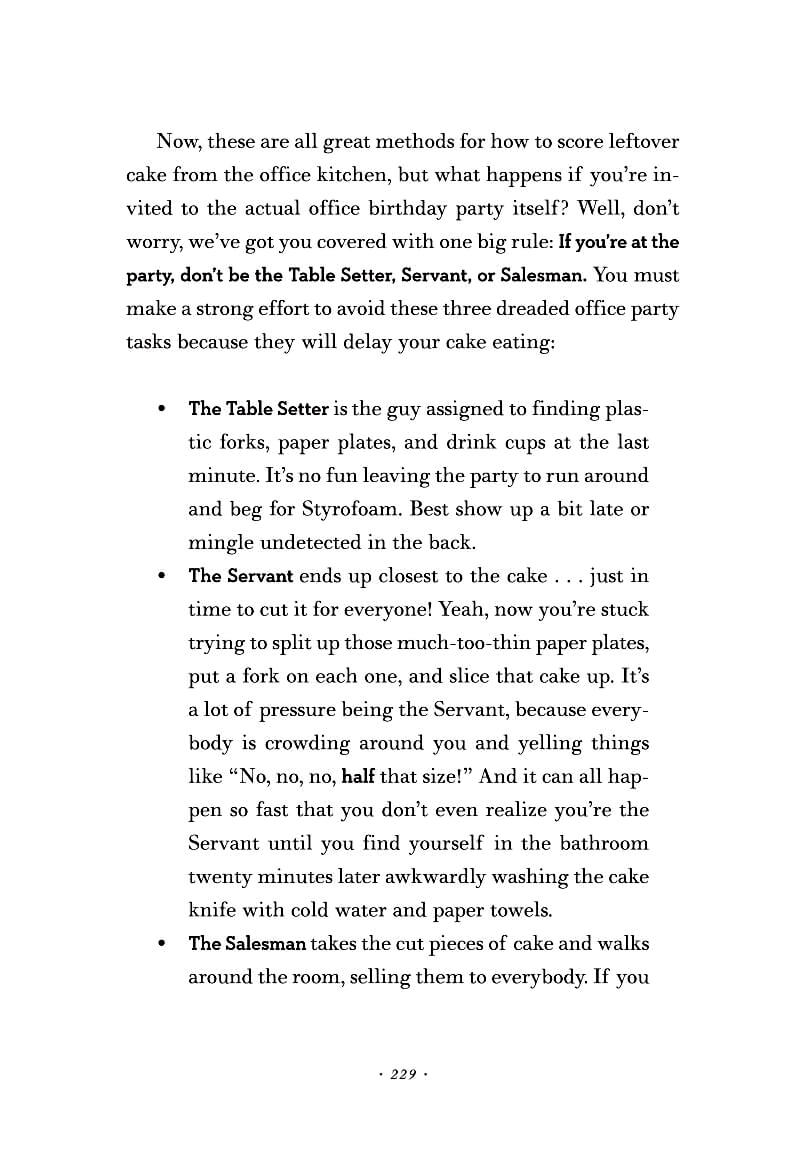 Now, these are all great methods for how to score leftover
cake from the office kitchen, but what happens if you’re in-
vited to the actual office birthday party itself? Well, don’t
worry, we’ve got you covered with one big rule: If you’re at the
party, don’t be the Table Setter, Servant, or Salesman. You must
make a strong effort to avoid these three dreaded office party
tasks because they will delay your cake eating:
• The Table Setter is the guy assigned to finding plas-
tic forks, paper plates, and drink cups at the last
minute. It’s no fun leaving the party to run around
and beg for Styrofoam. Best show up a bit late or
mingle undetected in the back.
• The Servant ends up closest to the cake . . . just in
time to cut it for everyone! Yeah, now you’re stuck
trying to split up those much-too-thin paper plates,
put a fork on each one, and slice that cake up. It’s
a lot of pressure being the Servant, because every-
body is crowding around you and yelling things
like “No, no, no, half that size!” And it can all hap-
pen so fast that you don’t even realize you’re the
Servant until you find yourself in the bathroom
twenty minutes later awkwardly washing the cake
knife with cold water and paper towels.
• The Salesman takes the cut pieces of cake and walks
around the room, selling them to everybody. If you
· 229 ·